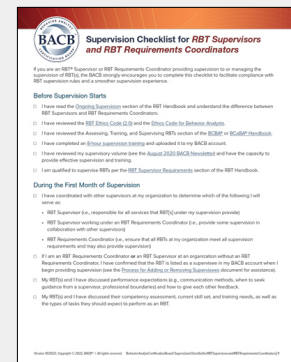 BEHAVIOR ANALYST
BACB
CERTIFICATION BOARD
Supervision Checklist for RBT Supervisors
and RBT Requirements Coordinators
If you are an RBT® Supervisor or RBT Requirements Coordinator providing supervision to or managing the
supervision of RBT(s), the BACB strongly encourages you to complete this checklist to facilitate compliance with
RBT supervision rules and a smoother supervision experience.
Before Supervision Starts
□ I have read the Ongoing Supervision section of the RBT Handbook and understand the difference between
RBT Supervisors and RBT Requirements Coordinators.
□ I have reviewed the RBT Ethics Code (2.0) and the Ethics Code for Behavior Analysts.
□ I have reviewed the Assessing, Training, and Supervising RBTs section of the BCBA® or BCaBA® Handbook.
□ I have completed an 8-hour supervision training and uploaded it to my BACB account.
□ I have reviewed my supervisory volume (see the August 2020 BACB Newsletter) and have the capacity to
provide effective supervision and training.
□ I am qualified to supervise RBTs per the RBT Supervisor Requirements section of the RBT Handbook.
During the First Month of Supervision
□ I have coordinated with other supervisors at my organization to determine which of the following I will
serve as:
• RBT Supervisor (i.e., responsible for all services that RBT[s] under my supervision provide)
• RBT Supervisor working under an RBT Requirements Coordinator (i.e., provide some supervision in
collaboration with other supervisors)
• RBT Requirements Coordinator (i.e., ensure that all RBTs at my organization meet all supervision
requirements and may also provide supervision)
□ If I am an RBT Requirements Coordinator or an RBT Supervisor at an organization without an RBT
Requirements Coordinator, I have confirmed that the RBT is listed as a supervisee in my BACB account when I
begin providing supervision (see the Process for Adding or Removing Supervisees document for assistance).
□ My RBT(s) and I have discussed performance expectations (e.g., communication methods, when to seek
guidance from a supervisor, professional boundaries) and how to give each other feedback.
□ My RBT(s) and I have discussed their competency assessment, current skill set, and training needs, as well as
the types of tasks they should expect to perform as an RBT.
Copyright © 2022, BACB® | All rights reserved.